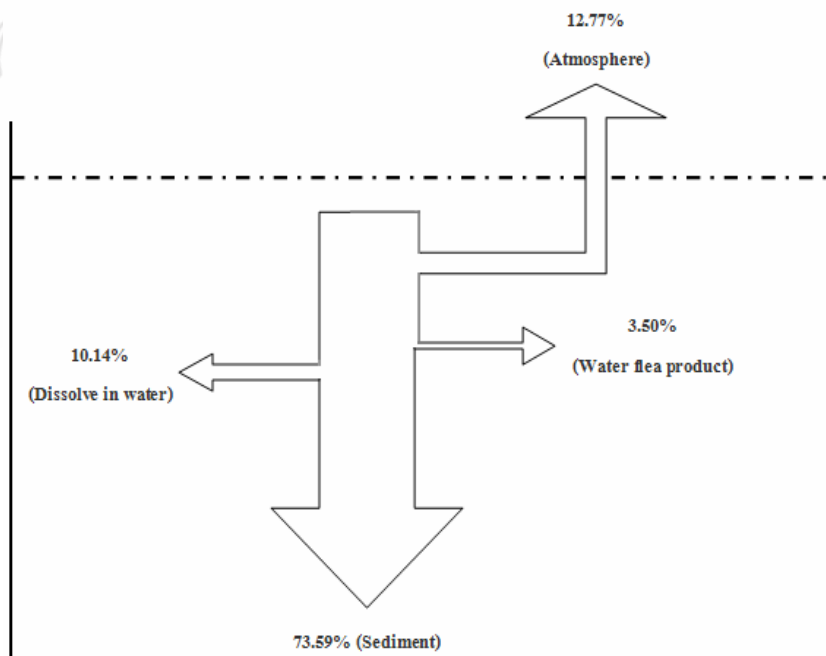 12.77%
(Atmosphere)
3.50%
(Water flea product)
10.14%
(Dissolve in water)
73.59% (Sediment)